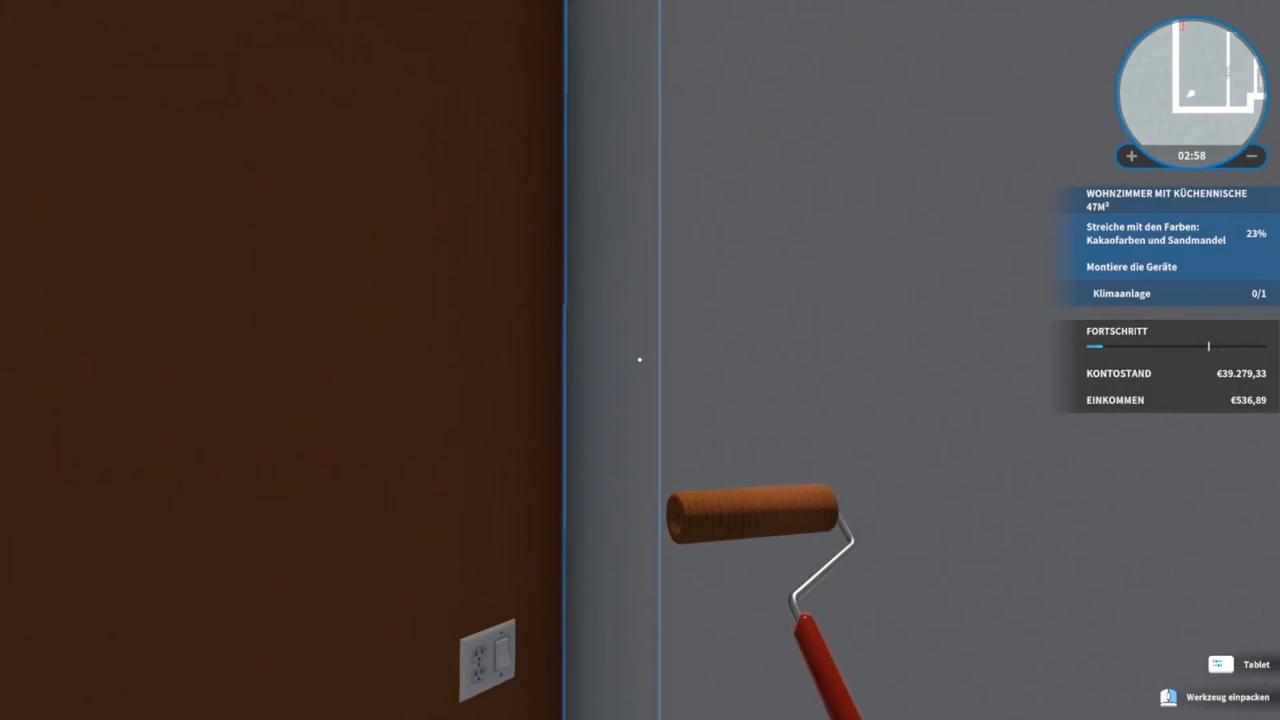 02:58
WOHNZIMMER MIT KÜCHENNISCHE
47M²
Streiche mit den Farben:
Kakaofarben und Sandmandel 23%
Montiere die Geräte
Klimaanlage 0/1
FORTSCHRITT
KONTOSTAND €39.279,33
EINKOMMEN €536,89
Tablet
Werkzeug einpacken